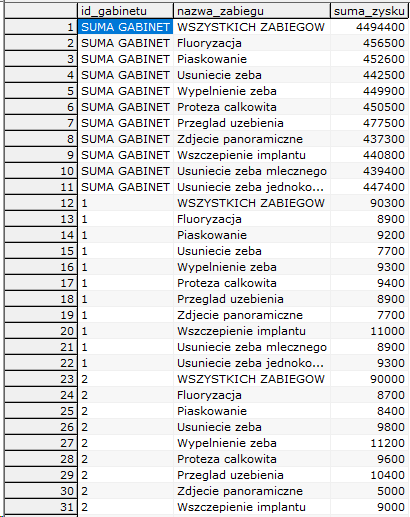 id_gabinetu nazwa_zabiegu suma_zysku
1 SUMA GABINET WSZYSTKICH ZABIEGOW 4494400
2 SUMA GABINET Fluoryzacja 456500
3 SUMA GABINET Piaskowanie 452600
4 SUMA GABINET Usuniecie zeba 442500
5 SUMA GABINET Wypelnienie zeba 449900
6 SUMA GABINET Proteza calkowita 450500
7 SUMA GABINET Przeglad uzebienia 477500
8 SUMA GABINET Zdjecie panoramiczne 437300
9 SUMA GABINET Wszczepienie implantu 440800
10 SUMA GABINET Usuniecie zeba mlecznego 439400
11 SUMA GABINET Usuniecie zeba jednoko... 447400
12 1 WSZYSTKICH ZABIEGOW 90300
13 1 Fluoryzacja 8900
14 1 Piaskowanie 9200
15 1 Usuniecie zeba 7700
16 1 Wypelnienie zeba 9300
17 1 Proteza calkowita 9400
18 1 Przeglad uzebienia 8900
19 1 Zdjecie panoramiczne 7700
20 1 Wszczepienie implantu 11000
21 1 Usuniecie zeba mlecznego 8900
22 1 Usuniecie zeba jednoko... 9300
23 2 WSZYSTKICH ZABIEGOW 90000
24 2 Fluoryzacja 8700
25 2 Piaskowanie 8400
26 2 Usuniecie zeba 9800
27 2 Wypelnienie zeba 11200
28 2 Proteza calkowita 9600
29 2 Przeglad uzebienia 10400
30 2 Zdjecie panoramiczne 5000
31 2 Wszczepienie implantu 9000